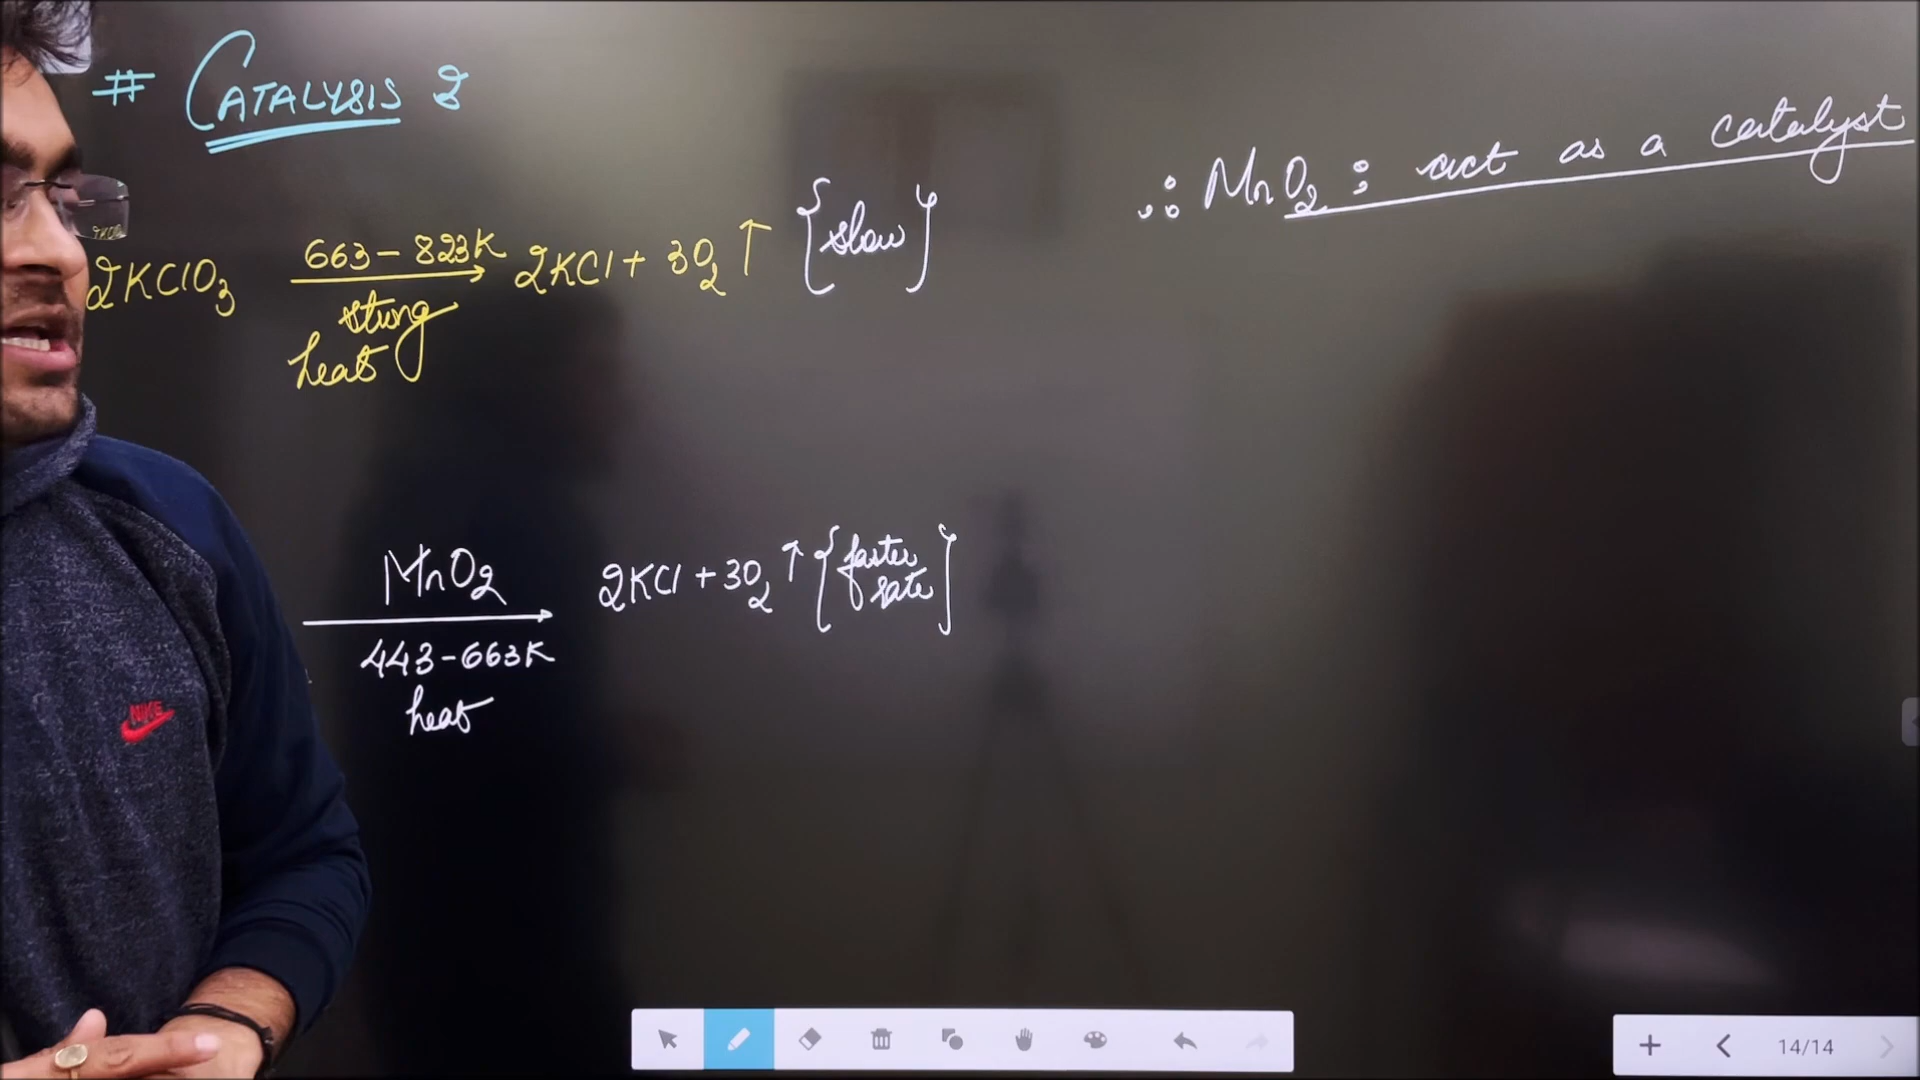 # CATALYSIS :
∴ MnO₂ : act as a catalyst
2KClO₃ 663-823K 2KCl + 3O₂ ↑ {slow}
strong
heat
MnO₂ 2KCl + 3O₂ ↑ {faster
rate}
443-663K
heat
NIKE
14/14